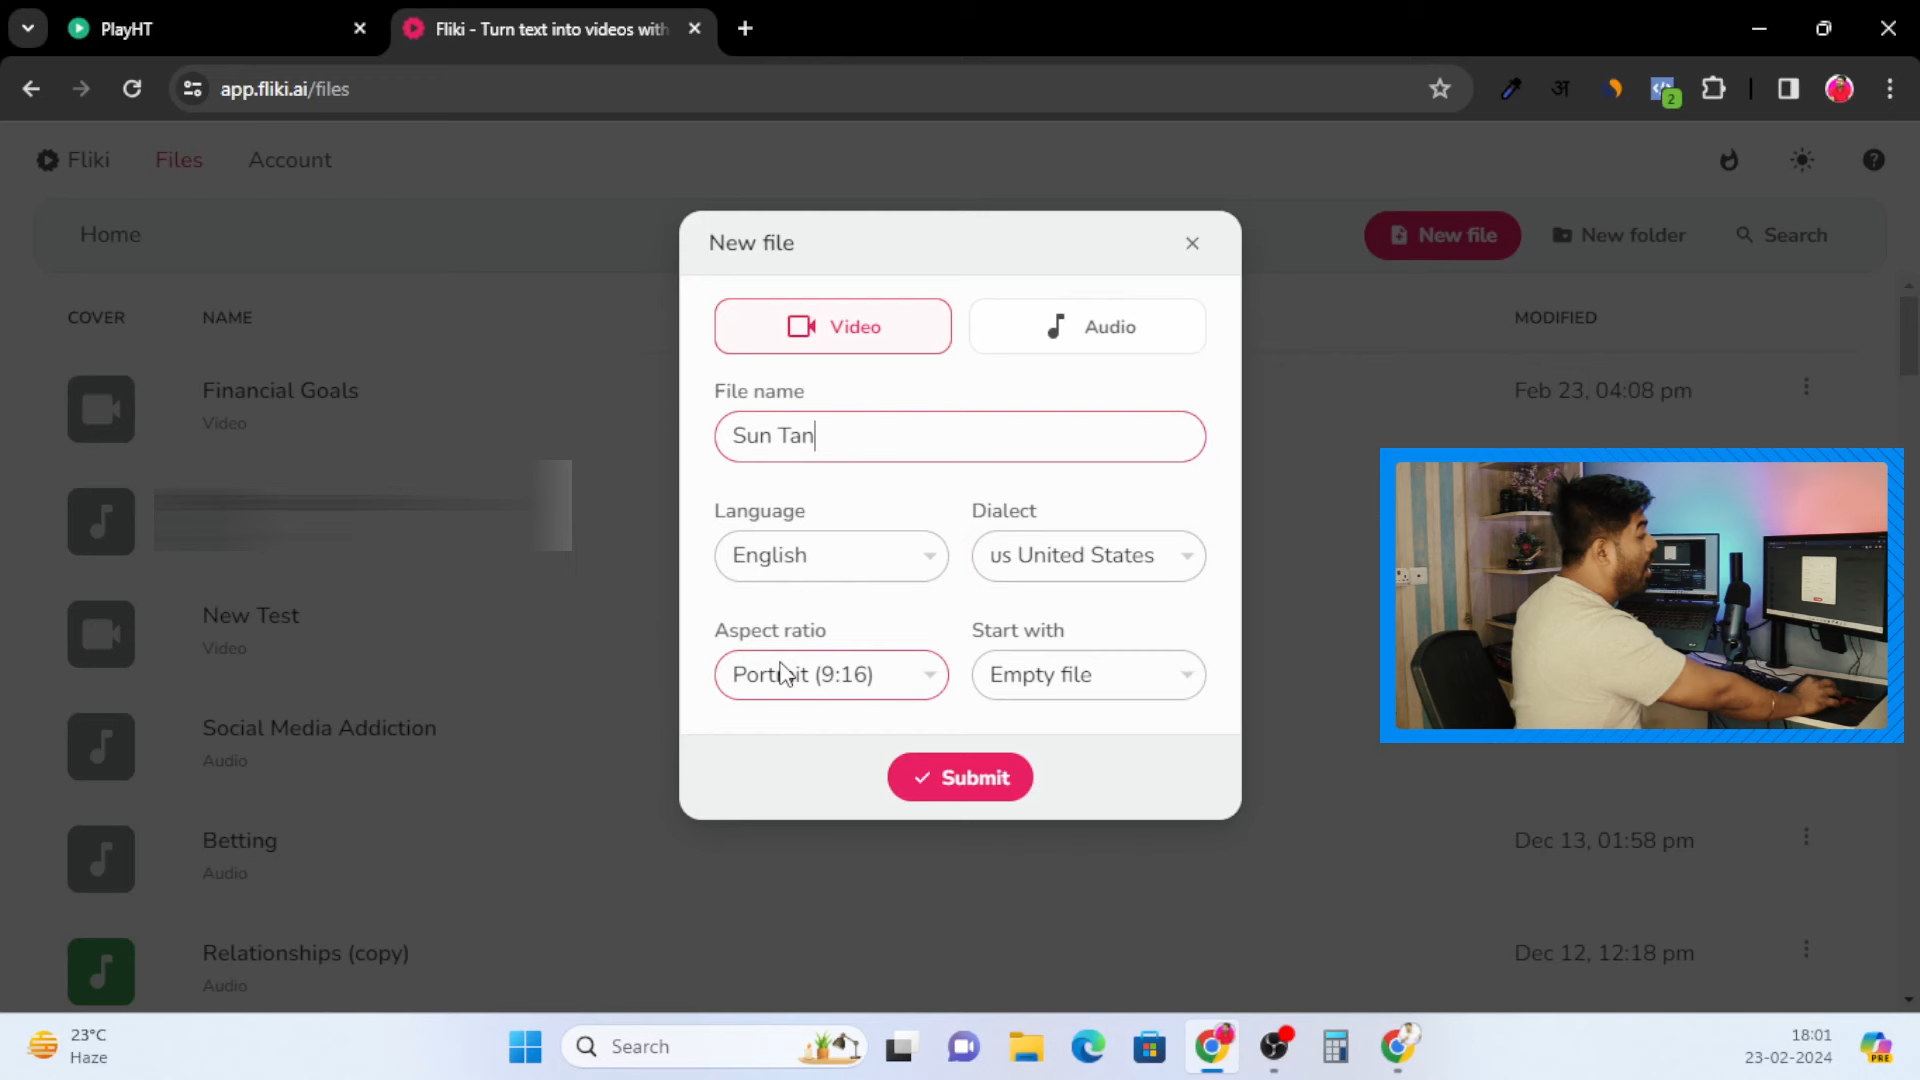 PlayHT
Fliki - Turn text into videos with
app.fliki.ai/files
2
Fliki
Files
Account
Home
New file
New folder
Search
COVER
NAME
MODIFIED
Financial Goals
Video
Feb 23, 04:08 pm
New Test
Video
Social Media Addiction
Audio
Betting
Audio
Dec 13, 01:58 pm
Relationships (copy)
Audio
Dec 12, 12:18 pm
New file
Video
Audio
File name
Sun Tan
Language
Dialect
English
us United States
Aspect ratio
Start with
Portrait (9:16)
Empty file
Submit
23°C
Haze
Search
18:01
23-02-2024
PRE